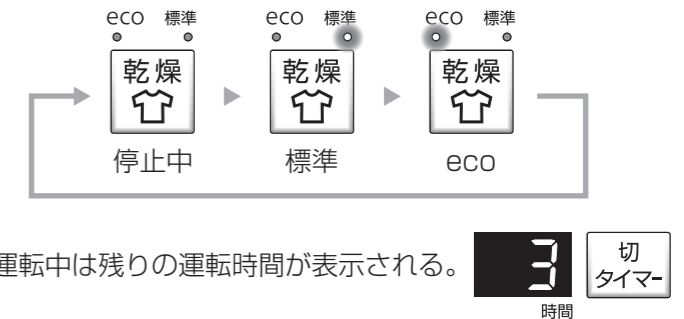 eco 標準 eco 標準 eco 標準
乾燥 乾燥 乾燥
停止中 標準 eco
運転中は残りの運転時間が表示される。 3 切
タイマー
時間